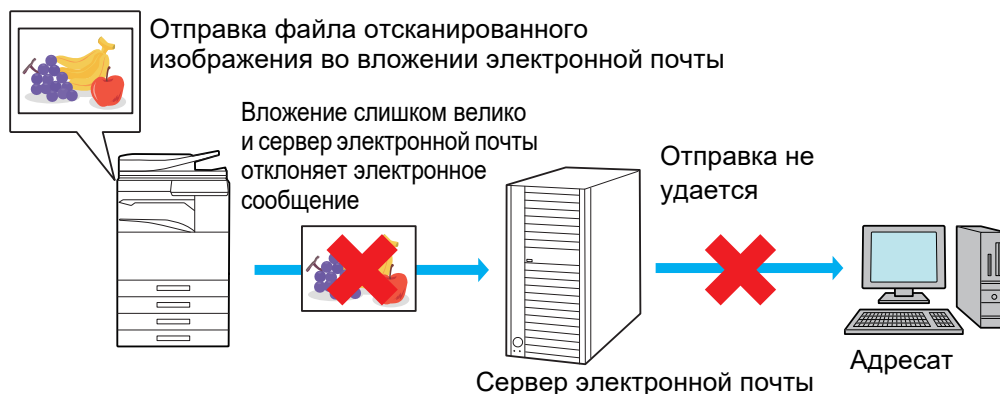 Отправка файла отсканированного
изображения во вложении электронной почты
Вложение слишком велико
и сервер электронной почты
отклоняет электронное
сообщение
Отправка не
удается
Адресат
Сервер электронной почты